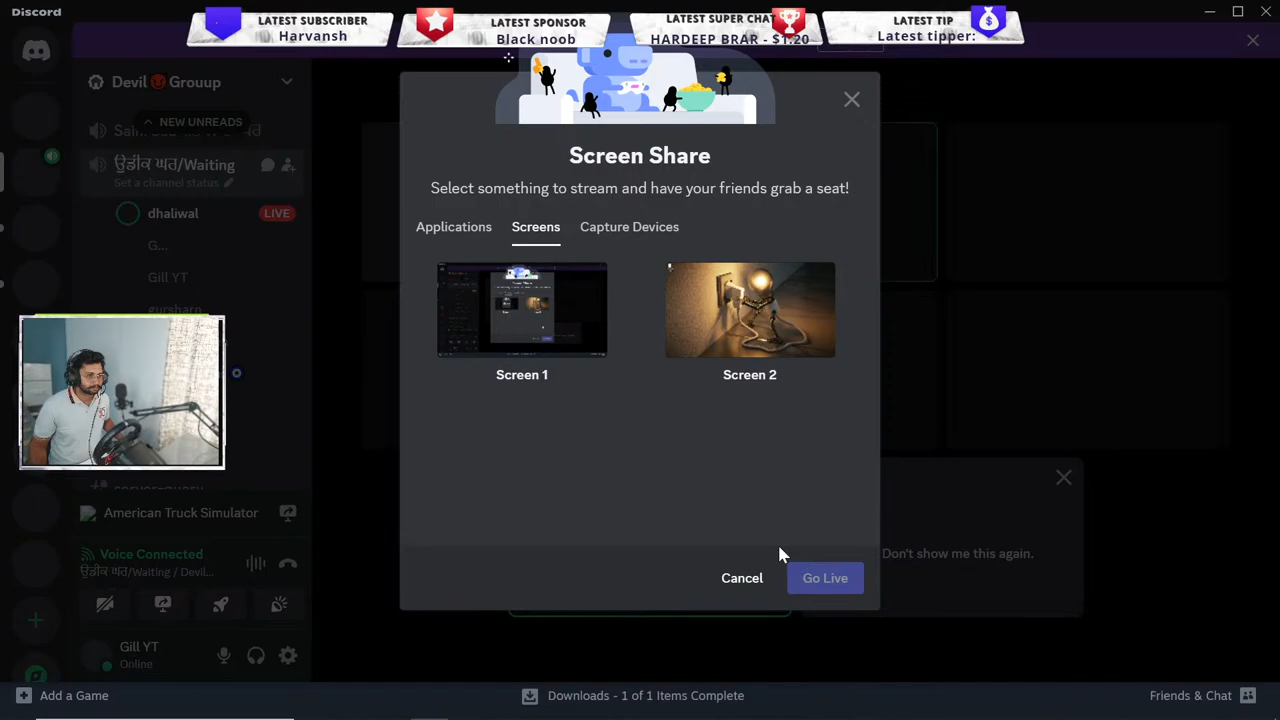 Discord
LATEST SUBSCRIBER
Harvansh
LATEST SPONSOR
Black noob
LATEST SUPER CHAT
HARDEEP BRAR - $1.20
LATEST TIP
Latest tipper:
Devil Grouup
NEW UNREADS
ਉਡੀਕ ਘਰ/Waiting
Set a channel status
dhaliwal
LIVE
G...
Gill YT
gursharn
American Truck Simulator
Voice Connected
ਉਡੀਕ ਘਰ/Waiting / Devil...
Gill YT
Online
Screen Share
Select something to stream and have your friends grab a seat!
Applications
Screens
Capture Devices
Screen 1
Screen 2
Don't show me this again.
Cancel
Go Live
Add a Game
Downloads - 1 of 1 Items Complete
Friends & Chat